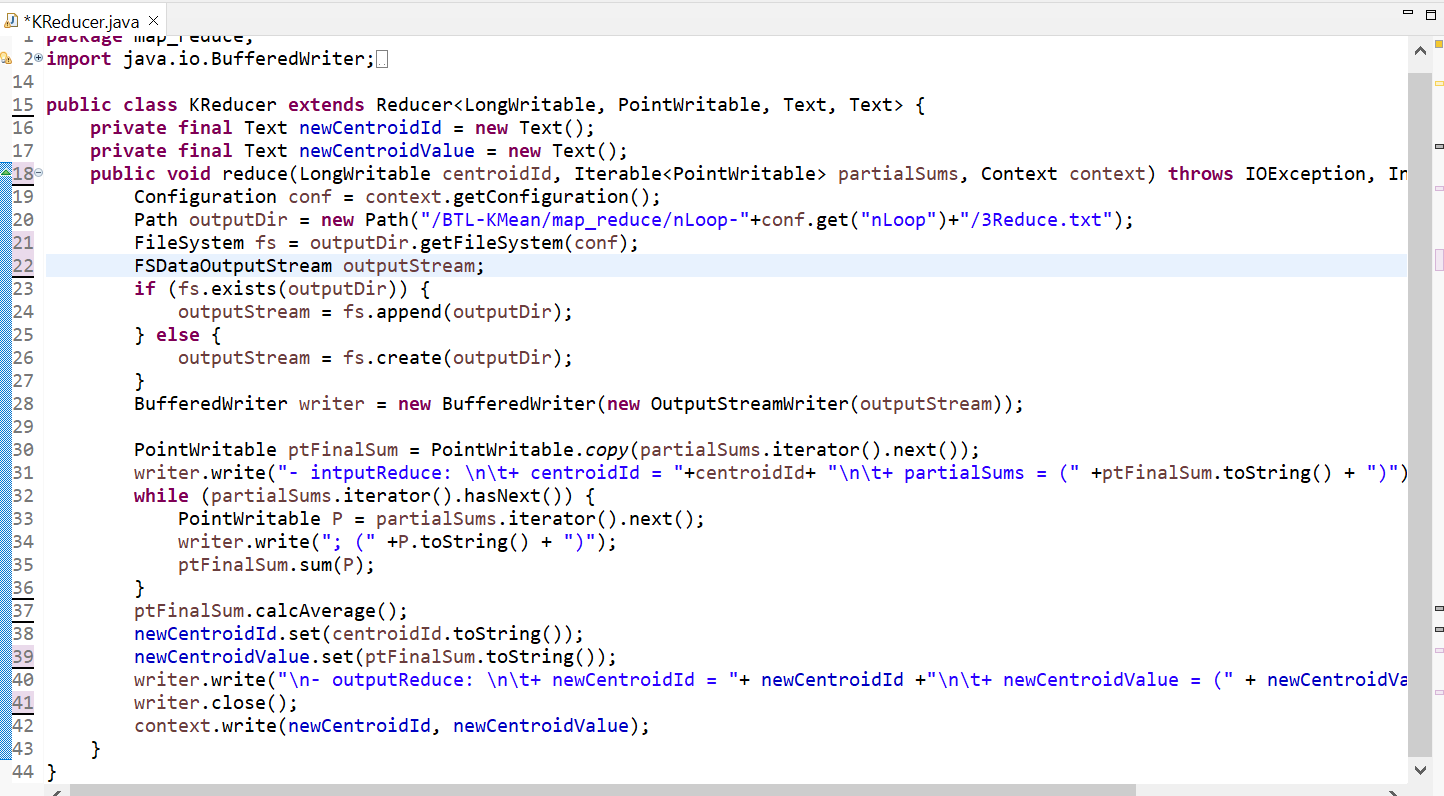 *KReducer.java
1 package map_reduce;
2 import java.io.BufferedWriter;
14
15 public class KReducer extends Reducer<LongWritable, PointWritable, Text, Text> {
16     private final Text newCentroidId = new Text();
17     private final Text newCentroidValue = new Text();
18     public void reduce(LongWritable centroidId, Iterable<PointWritable> partialSums, Context context) throws IOException, In
19         Configuration conf = context.getConfiguration();
20         Path outputDir = new Path("/BTL-KMean/map_reduce/nLoop-"+conf.get("nLoop")+"/3Reduce.txt");
21         FileSystem fs = outputDir.getFileSystem(conf);
22         FSDataOutputStream outputStream;
23         if (fs.exists(outputDir)) {
24             outputStream = fs.append(outputDir);
25         } else {
26             outputStream = fs.create(outputDir);
27         }
28         BufferedWriter writer = new BufferedWriter(new OutputStreamWriter(outputStream));
29
30         PointWritable ptFinalSum = PointWritable.copy(partialSums.iterator().next());
31         writer.write("- intputReduce: \n\t+ centroidId = "+centroidId+ "\n\t+ partialSums = (" +ptFinalSum.toString() + ")")
32         while (partialSums.iterator().hasNext()) {
33             PointWritable P = partialSums.iterator().next();
34             writer.write("; (" +P.toString() + ")");
35             ptFinalSum.sum(P);
36         }
37         ptFinalSum.calcAverage();
38         newCentroidId.set(centroidId.toString());
39         newCentroidValue.set(ptFinalSum.toString());
40         writer.write("\n- outputReduce: \n\t+ newCentroidId = "+ newCentroidId +"\n\t+ newCentroidValue = (" + newCentroidVa
41         writer.close();
42         context.write(newCentroidId, newCentroidValue);
43     }
44 }